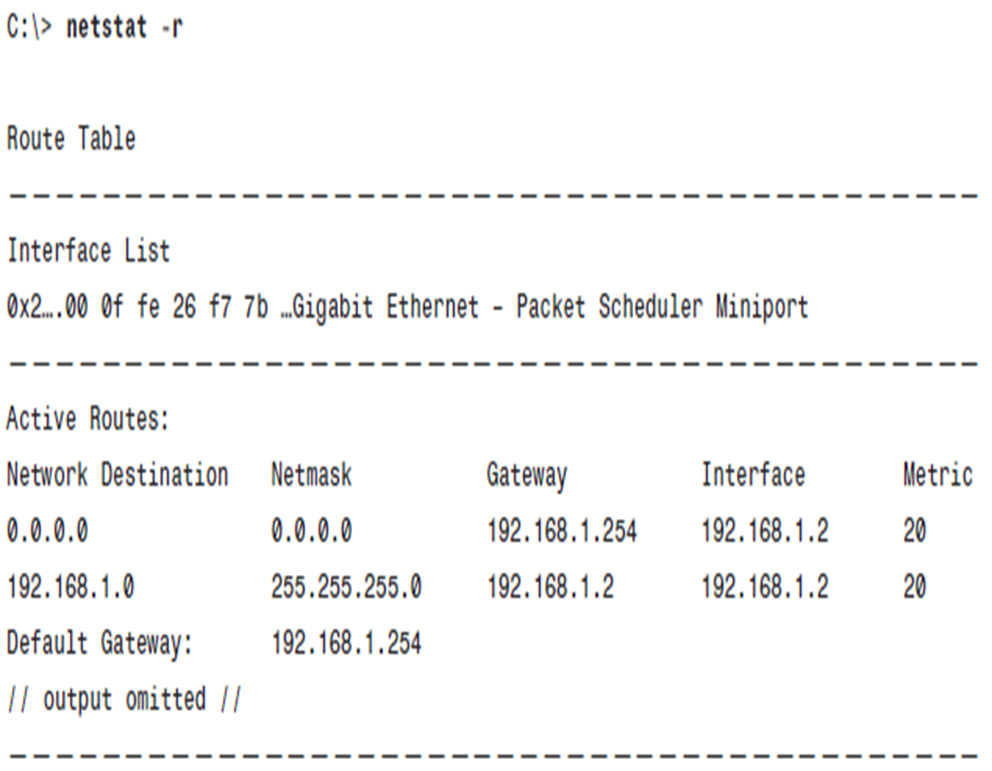 C:\> netstat -r
Route Table
Interface List
0x2….00 0f fe 26 f7 7b …Gigabit Ethernet - Packet Scheduler Miniport
Active Routes:
Network Destination Netmask Gateway Interface Metric
0.0.0.0 0.0.0.0 192.168.1.254 192.168.1.2 20
192.168.1.0 255.255.255.0 192.168.1.2 192.168.1.2 20
Default Gateway: 192.168.1.254
// output omitted //